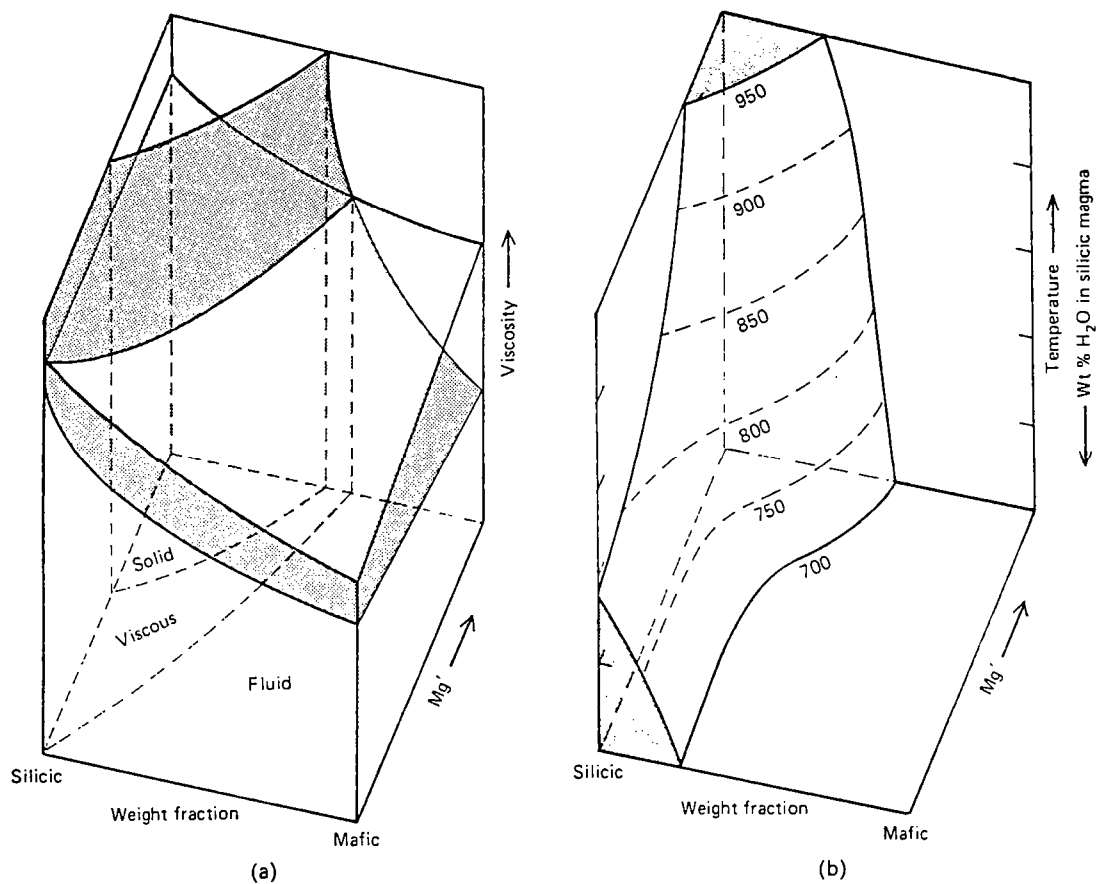 Viscosity →
Solid
Viscous
Fluid
Mg′ →
Silicic
Weight fraction
Mafic
(a)
950
900
850
800
750
700
Temperature →
← Wt % H₂O in silicic magma
Mg′ →
Silicic
Weight fraction
Mafic
(b)